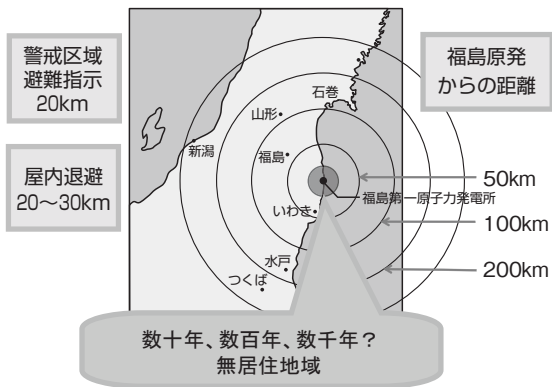 警戒区域
避難指示
20km
福島原発
からの距離
石巻
山形
新潟
福島
屋内退避
20〜30km
50km
福島第一原子力発電所
いわき
100km
水戸
200km
つくば
数十年、数百年、数千年？
無居住地域